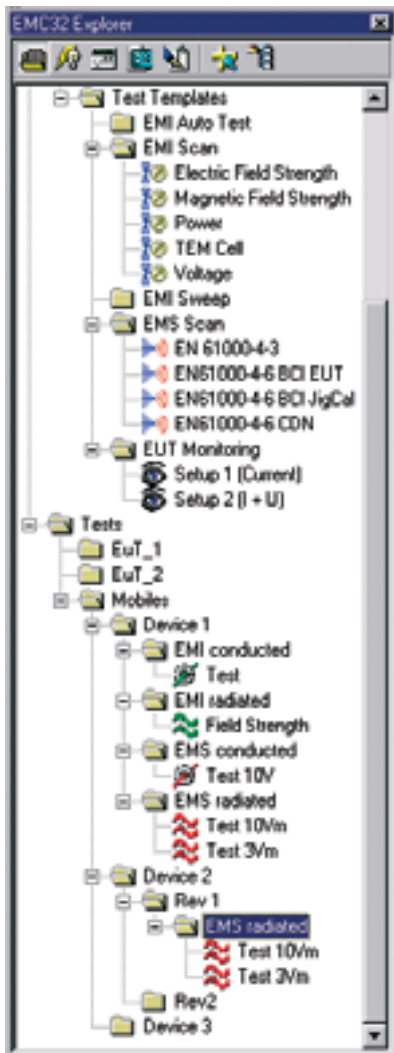 EMC32 Explorer
Test Templates
EMI Auto Test
EMI Scan
Electric Field Strength
Magnetic Field Strength
Power
TEM Cell
Voltage
EMI Sweep
EMS Scan
EN 61000-4-3
EN61000-4-6 BCI EUT
EN61000-4-6 BCI JigCal
EN61000-4-6 CDN
EUT Monitoring
Setup 1 (Current)
Setup 2 (I + U)
Tests
EuT_1
EuT_2
Mobiles
Device 1
EMI conducted
Test
EMI radiated
Field Strength
EMS conducted
Test 10V
EMS radiated
Test 10Vm
Test 3Vm
Device 2
Rev 1
EMS radiated
Test 10Vm
Test 3Vm
Rev2
Device 3